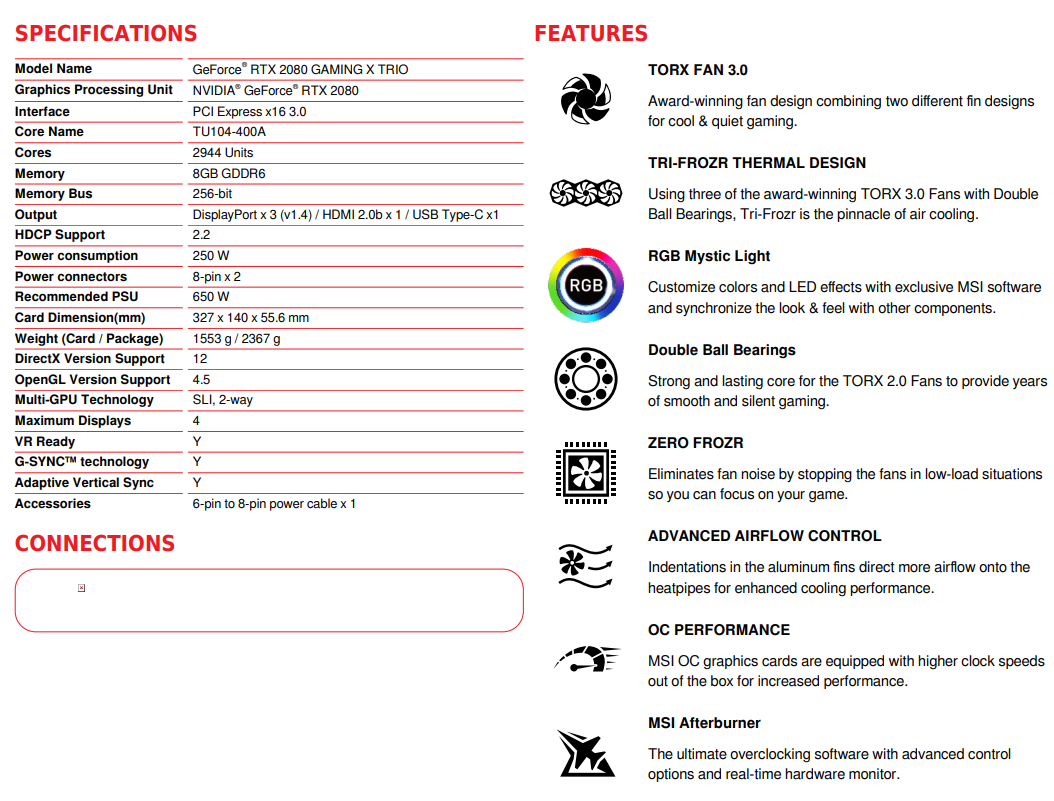 SPECIFICATIONS
Model Name GeForce® RTX 2080 GAMING X TRIO
Graphics Processing Unit NVIDIA® GeForce® RTX 2080
Interface PCI Express x16 3.0
Core Name TU104-400A
Cores 2944 Units
Memory 8GB GDDR6
Memory Bus 256-bit
Output DisplayPort x 3 (v1.4) / HDMI 2.0b x 1 / USB Type-C x1
HDCP Support 2.2
Power consumption 250 W
Power connectors 8-pin x 2
Recommended PSU 650 W
Card Dimension(mm) 327 x 140 x 55.6 mm
Weight (Card / Package) 1553 g / 2367 g
DirectX Version Support 12
OpenGL Version Support 4.5
Multi-GPU Technology SLI, 2-way
Maximum Displays 4
VR Ready Y
G-SYNC™ technology Y
Adaptive Vertical Sync Y
Accessories 6-pin to 8-pin power cable x 1
CONNECTIONS
FEATURES
TORX FAN 3.0
Award-winning fan design combining two different fin designs
for cool & quiet gaming.
TRI-FROZR THERMAL DESIGN
Using three of the award-winning TORX 3.0 Fans with Double
Ball Bearings, Tri-Frozr is the pinnacle of air cooling.
RGB
RGB Mystic Light
Customize colors and LED effects with exclusive MSI software
and synchronize the look & feel with other components.
Double Ball Bearings
Strong and lasting core for the TORX 2.0 Fans to provide years
of smooth and silent gaming.
ZERO FROZR
Eliminates fan noise by stopping the fans in low-load situations
so you can focus on your game.
ADVANCED AIRFLOW CONTROL
Indentations in the aluminum fins direct more airflow onto the
heatpipes for enhanced cooling performance.
OC PERFORMANCE
MSI OC graphics cards are equipped with higher clock speeds
out of the box for increased performance.
MSI Afterburner
The ultimate overclocking software with advanced control
options and real-time hardware monitor.